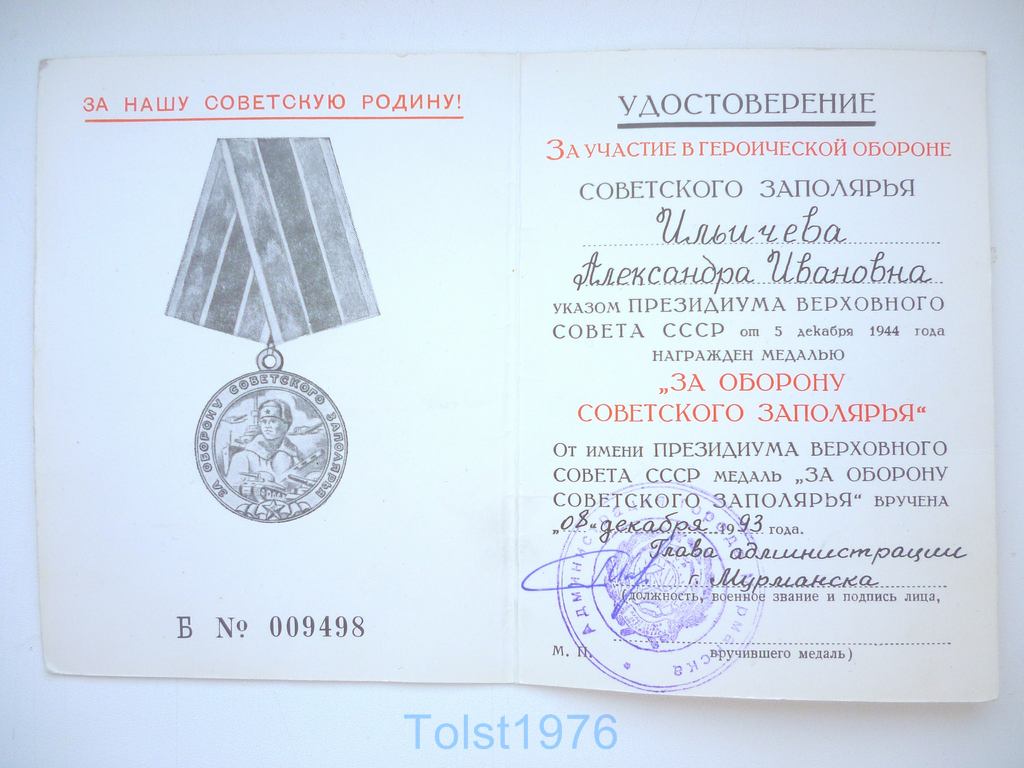 ЗА НАШУ СОВЕТСКУЮ РОДИНУ!
ЗА ОБОРОНУ СОВЕТСКОГО ЗАПОЛЯРЬЯ
Б № 009498
УДОСТОВЕРЕНИЕ
ЗА УЧАСТИЕ В ГЕРОИЧЕСКОЙ ОБОРОНЕ
СОВЕТСКОГО ЗАПОЛЯРЬЯ
Ильичева
Александра Ивановна
УКАЗОМ ПРЕЗИДИУМА ВЕРХОВНОГО
СОВЕТА СССР от 5 декабря 1944 года
НАГРАЖДЕН МЕДАЛЬЮ
„ЗА ОБОРОНУ
СОВЕТСКОГО ЗАПОЛЯРЬЯ“
ОТ ИМЕНИ ПРЕЗИДИУМА ВЕРХОВНОГО
СОВЕТА СССР МЕДАЛЬ „ЗА ОБОРОНУ
СОВЕТСКОГО ЗАПОЛЯРЬЯ“ ВРУЧЕНА
„08“ декабря 1993 года.
Глава администрации
г. Мурманска
(должность, военное звание и подпись лица,
М. П. вручившего медаль)
Администрация города Мурманска
Tolst1976